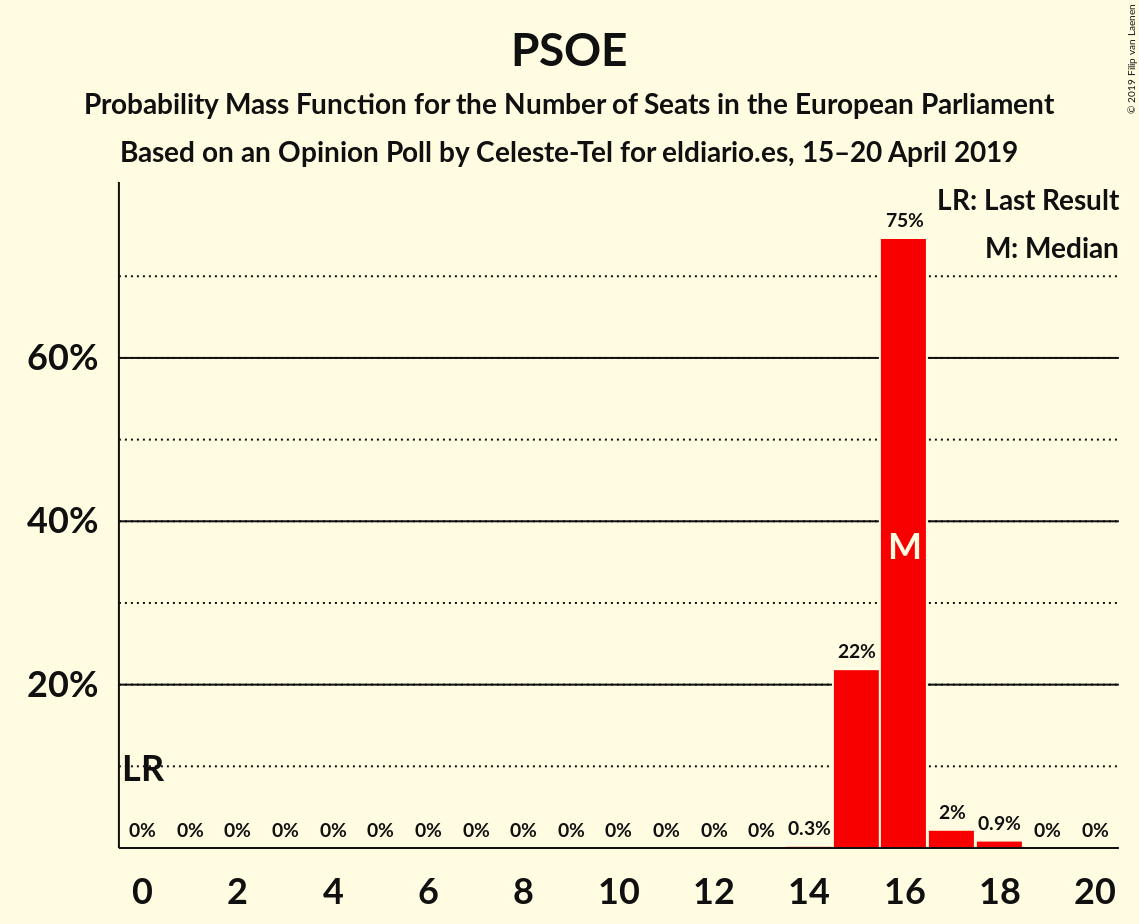 PSOE
Probability Mass Function for the Number of Seats in the European Parliament
Based on an Opinion Poll by Celeste-Tel for eldiario.es, 15–20 April 2019
© 2019 Filip van Laenen
LR: Last Result
M: Median
75%
60%
40%
M
22%
20%
LR
0% 0% 0% 0% 0% 0% 0% 0% 0% 0% 0% 0% 0% 0% 0.3% 2% 0.9% 0% 0%
0 2 4 6 8 10 12 14 16 18 20